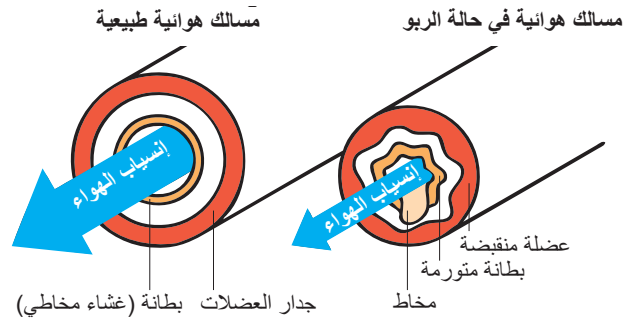 مسالك هوائية في حالة الربو
مسالك هوائية طبيعية
إنسياب الهواء
إنسياب الهواء
عضلة منقبضة
بطانة متورمة
مخاط
جدار العضلات
بطانة (غشاء مخاطي)